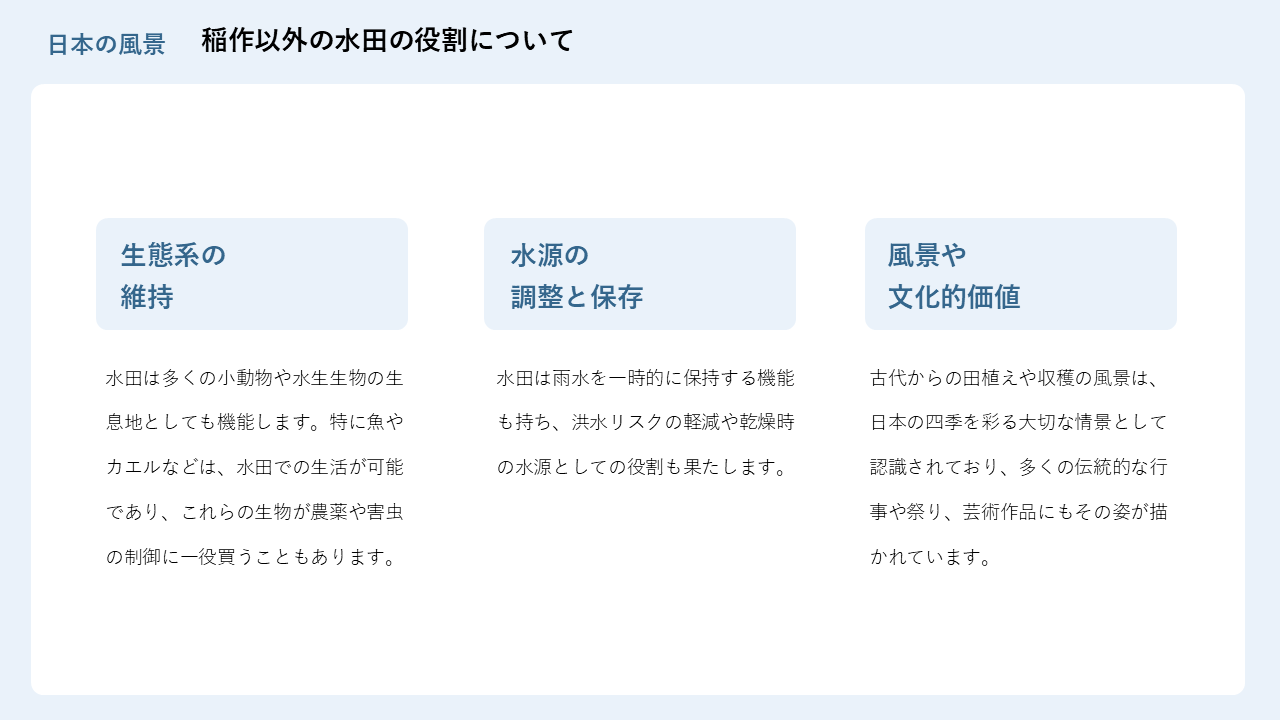 日本の風景
稲作以外の水田の役割について
生態系の
維持
水田は多くの小動物や水生生物の生
息地としても機能します。特に魚や
カエルなどは、水田での生活が可能
であり、これらの生物が農薬や害虫
の制御に一役買うこともあります。
水源の
調整と保存
水田は雨水を一時的に保持する機能
も持ち、洪水リスクの軽減や乾燥時
の水源としての役割も果たします。
風景や
文化的価値
古代からの田植えや収穫の風景は、
日本の四季を彩る大切な情景として
認識されており、多くの伝統的な行
事や祭り、芸術作品にもその姿が描
かれています。